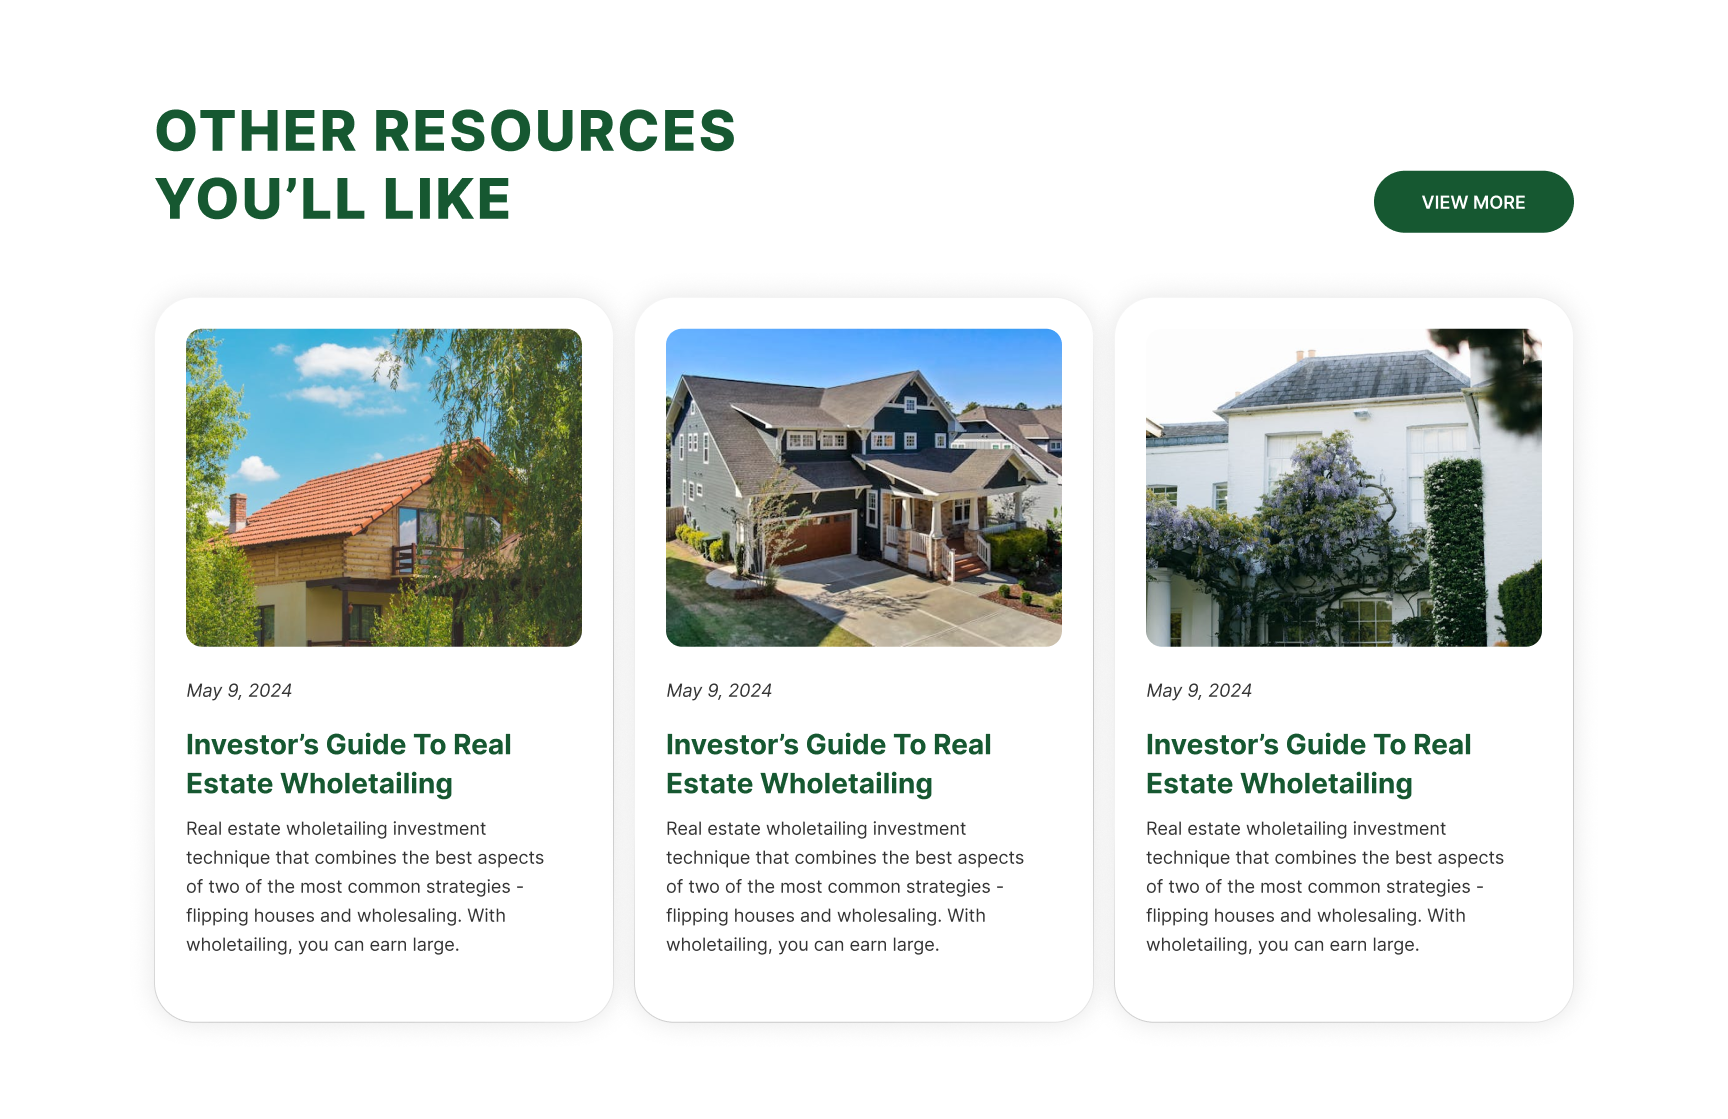 OTHER RESOURCES
YOU’LL LIKE
VIEW MORE
May 9, 2024
Investor’s Guide To Real
Estate Wholetailing
Real estate wholetailing investment
technique that combines the best aspects
of two of the most common strategies -
flipping houses and wholesaling. With
wholetailing, you can earn large.
May 9, 2024
Investor’s Guide To Real
Estate Wholetailing
Real estate wholetailing investment
technique that combines the best aspects
of two of the most common strategies -
flipping houses and wholesaling. With
wholetailing, you can earn large.
May 9, 2024
Investor’s Guide To Real
Estate Wholetailing
Real estate wholetailing investment
technique that combines the best aspects
of two of the most common strategies -
flipping houses and wholesaling. With
wholetailing, you can earn large.